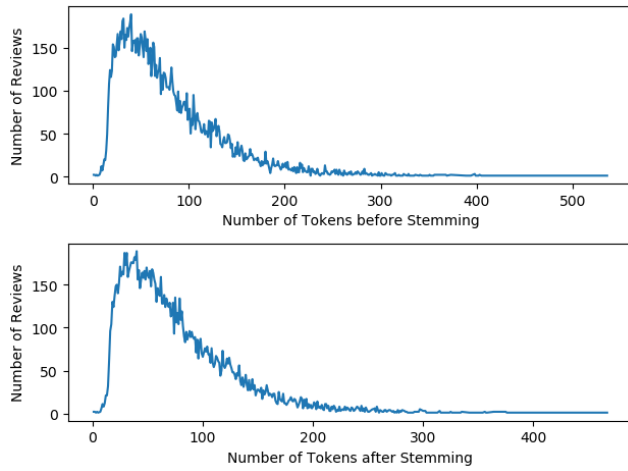 Number of Reviews
150
100
50
0
0 100 200 300 400 500
Number of Tokens before Stemming
Number of Reviews
150
100
50
0
0 100 200 300 400
Number of Tokens after Stemming